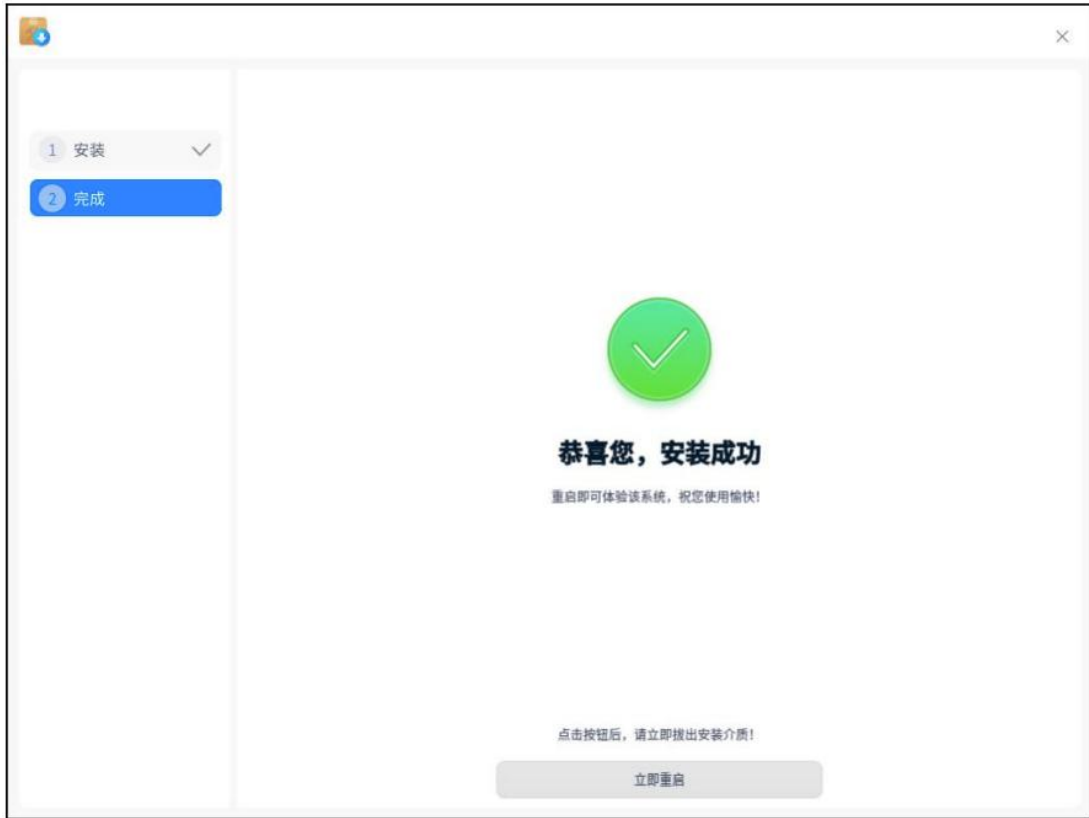 1 安装
2 完成
恭喜您，安装成功
重启即可体验该系统，祝您使用愉快！
点击按钮后，请立即拔出安装介质！
立即重启